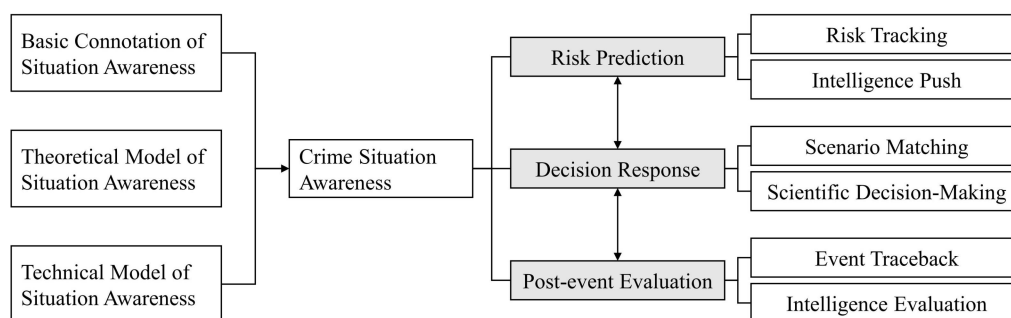 Basic Connotation of
Situation Awareness
Theoretical Model of
Situation Awareness
Technical Model of
Situation Awareness
Crime Situation
Awareness
Risk Prediction
Decision Response
Post-event Evaluation
Risk Tracking
Intelligence Push
Scenario Matching
Scientific Decision-Making
Event Traceback
Intelligence Evaluation